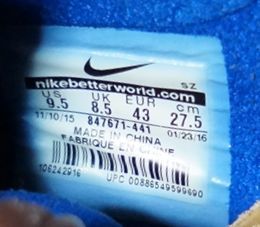 SZ
nikebetterworld.com
US UK EUR cm
9.5 8.5 43 27.5
11/10/15 847671-441 01/23/16
MADE IN CHINA
FABRIQUE EN CHINE
106242916
UPC 00886549599690